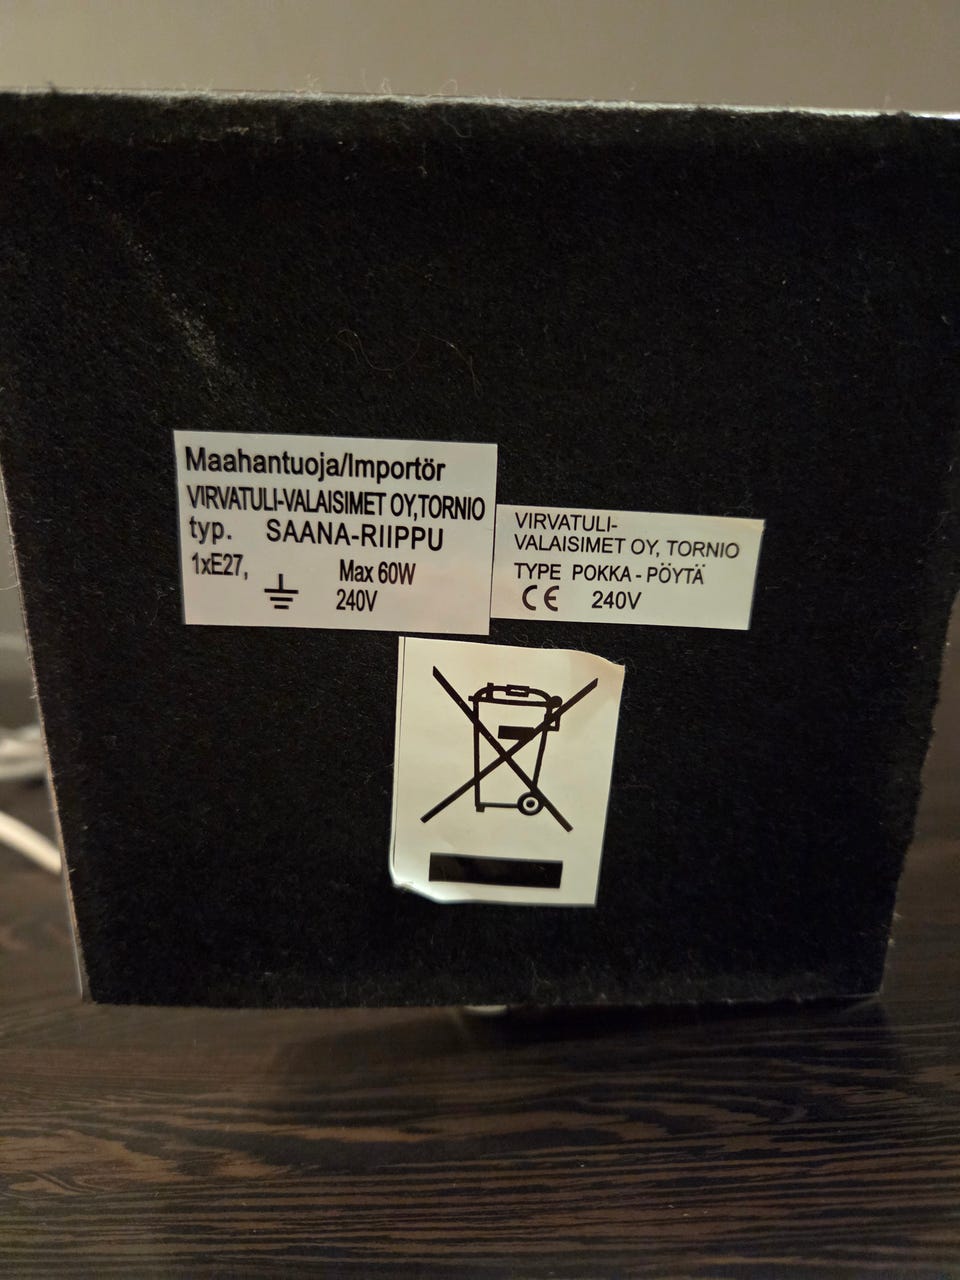 Maahantuoja/Importör
VIRVATULI-VALAISIMET OY,TORNIO
typ. SAANA-RIIPPU
1xE27, Max 60W
240V
VIRVATULI-
VALAISIMET OY, TORNIO
TYPE POKKA - PÖYTÄ
CE 240V